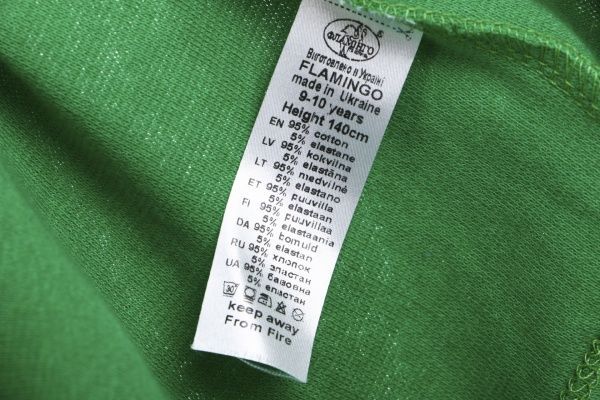 ФЛАМІНГО
Виготовлено в Україні
FLAMINGO
made in Ukraine
9-10 years
Height 140cm
EN 95% cotton
5% elastane
LV 95% kokvilna
5% elastāna
LT 95% medvilnė
5% elastano
ET 95% puuvilla
5% elastaan
FI 95% puuvillaa
5% elastaania
DA 95% bomuld
5% elastan
RU 95% хлопок
5% эластан
UA 95% бавовна
5% еластан
keep away
From Fire